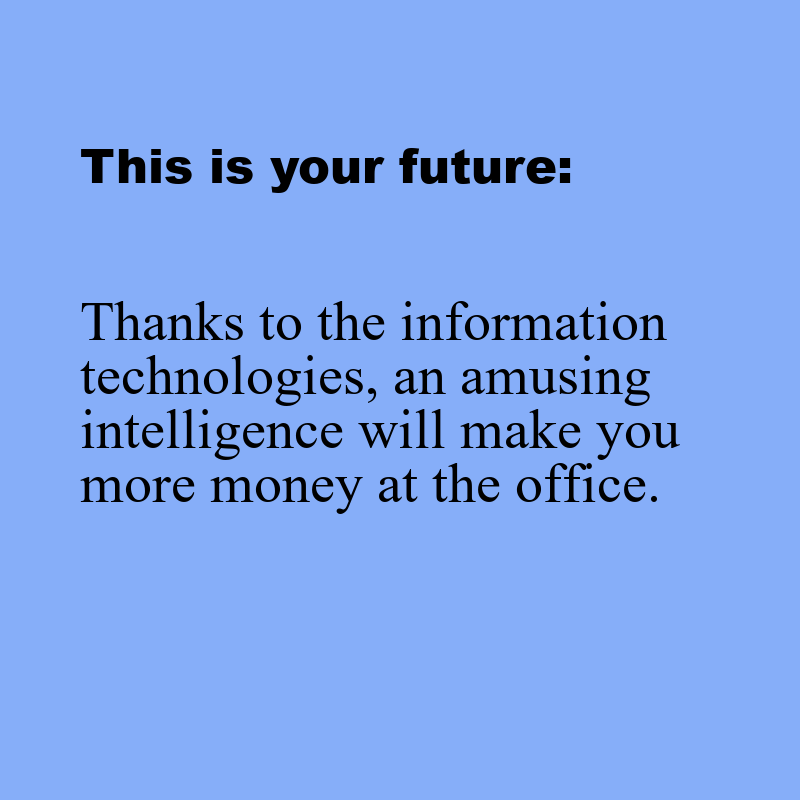 This is your future:
Thanks to the information
technologies, an amusing
intelligence will make you
more money at the office.